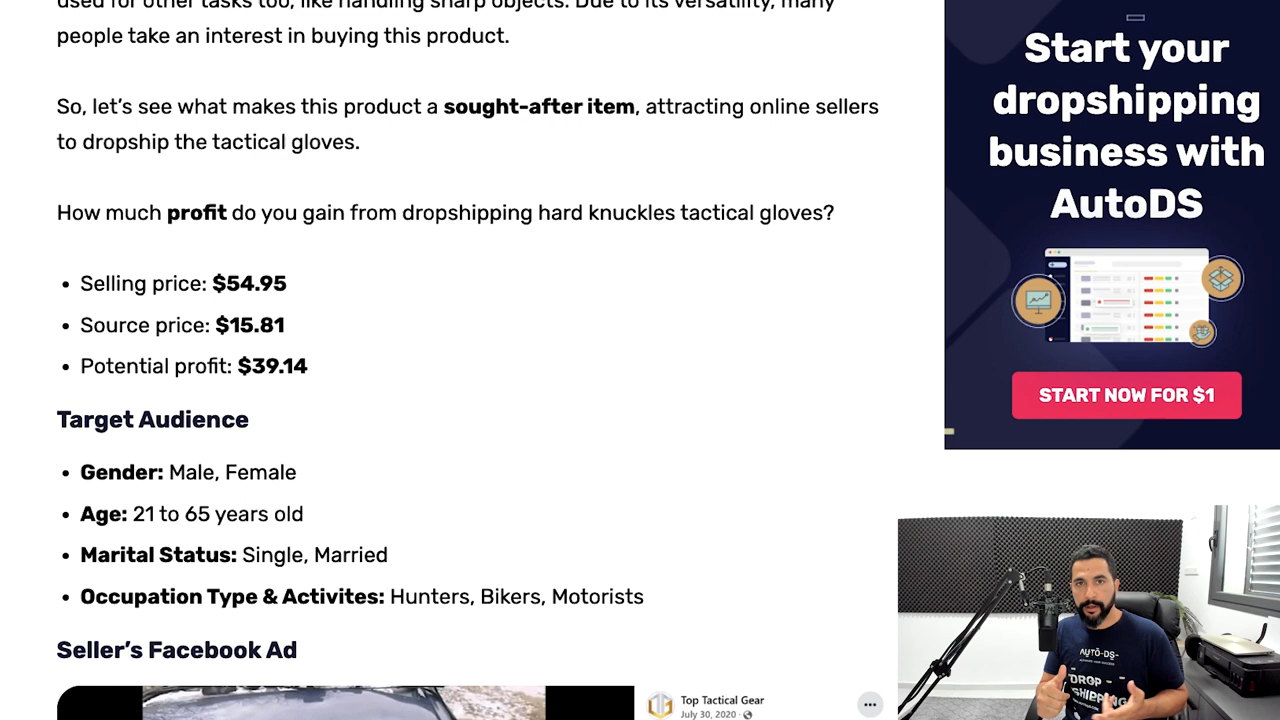 used for other tasks too, like handling sharp objects. Due to its versatility, many
people take an interest in buying this product.
So, let’s see what makes this product a sought-after item, attracting online sellers
to dropship the tactical gloves.
How much profit do you gain from dropshipping hard knuckles tactical gloves?
• Selling price: $54.95
• Source price: $15.81
• Potential profit: $39.14
Target Audience
• Gender: Male, Female
• Age: 21 to 65 years old
• Marital Status: Single, Married
• Occupation Type & Activites: Hunters, Bikers, Motorists
Seller’s Facebook Ad
Top Tactical Gear
July 30, 2020
Start your
dropshipping
business with
AutoDS
START NOW FOR $1
AUTO-DS
DROP
SHIPPING